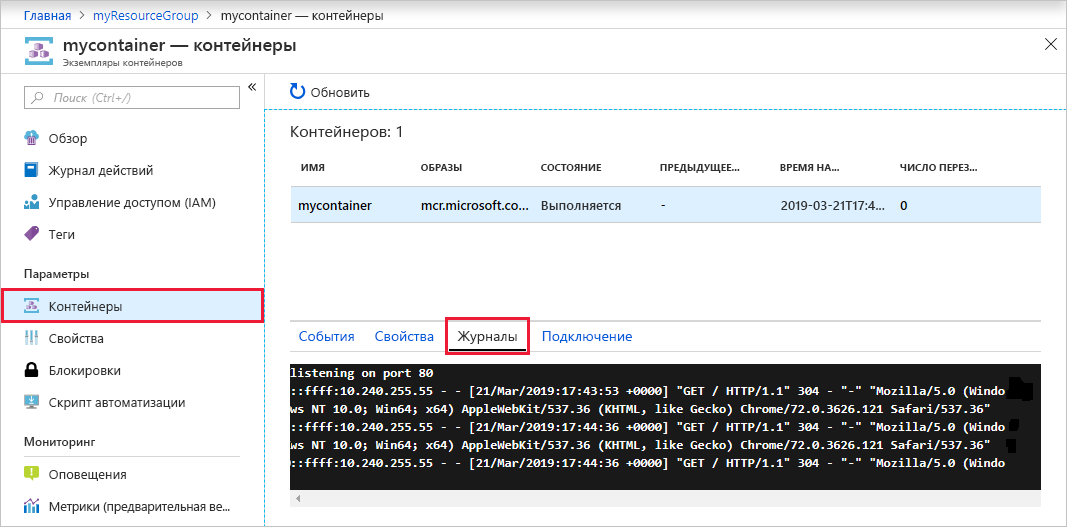 Главная > myResourceGroup > mycontainer — контейнеры
mycontainer — контейнеры
Экземпляры контейнеров
Поиск (Ctrl+/)
«
Обзор
Журнал действий
Управление доступом (IAM)
Теги
Параметры
Контейнеры
Свойства
Блокировки
Скрипт автоматизации
Мониторинг
Оповещения
Метрики (предварительная ве...
Обновить
Контейнеров: 1
ИМЯ ОБРАЗЫ СОСТОЯНИЕ ПРЕДЫДУЩЕЕ... ВРЕМЯ НА... ЧИСЛО ПЕРЕЗ...
mycontainer mcr.microsoft.co... Выполняется - 2019-03-21T17:4... 0
События Свойства Журналы Подключение
listening on port 80
::ffff:10.240.255.55 - - [21/Mar/2019:17:43:53 +0000] "GET / HTTP/1.1" 304 - "-" "Mozilla/5.0 (Windo
ws NT 10.0; Win64; x64) AppleWebKit/537.36 (KHTML, like Gecko) Chrome/72.0.3626.121 Safari/537.36"
::ffff:10.240.255.55 - - [21/Mar/2019:17:44:36 +0000] "GET / HTTP/1.1" 304 - "-" "Mozilla/5.0 (Windo
ws NT 10.0; Win64; x64) AppleWebKit/537.36 (KHTML, like Gecko) Chrome/72.0.3626.121 Safari/537.36"
::ffff:10.240.255.55 - - [21/Mar/2019:17:44:36 +0000] "GET / HTTP/1.1" 304 - "-" "Mozilla/5.0 (Windo